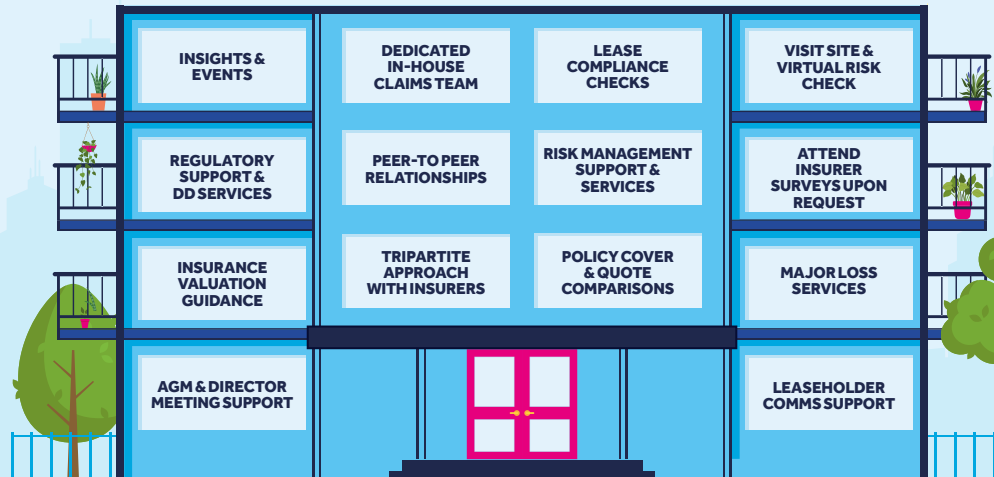 INSIGHTS &
EVENTS
DEDICATED
IN-HOUSE
CLAIMS TEAM
LEASE
COMPLIANCE
CHECKS
VISIT SITE &
VIRTUAL RISK
CHECK
REGULATORY
SUPPORT &
DD SERVICES
PEER-TO PEER
RELATIONSHIPS
RISK MANAGEMENT
SUPPORT &
SERVICES
ATTEND
INSURER
SURVEYS UPON
REQUEST
INSURANCE
VALUATION
GUIDANCE
TRIPARTITE
APPROACH
WITH INSURERS
POLICY COVER
& QUOTE
COMPARISONS
MAJOR LOSS
SERVICES
AGM & DIRECTOR
MEETING SUPPORT
LEASEHOLDER
COMMS SUPPORT